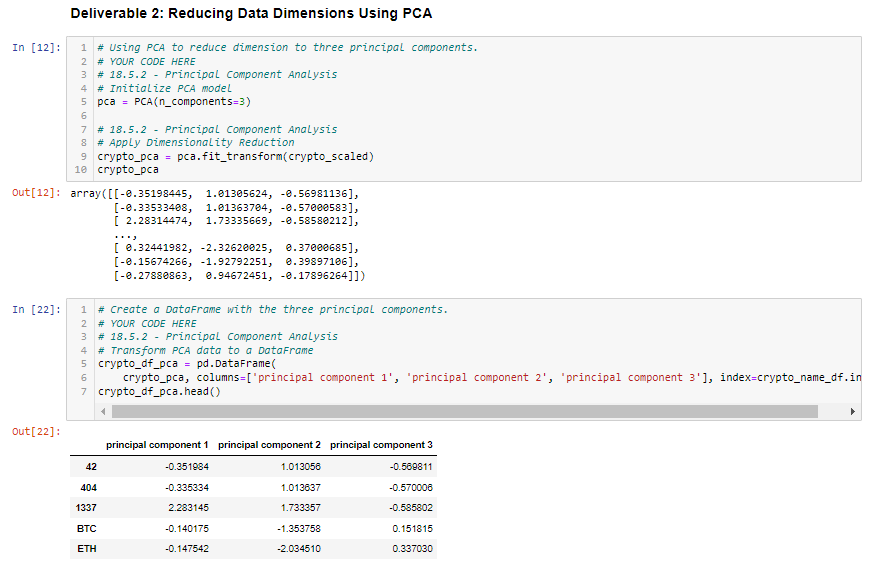 Deliverable 2: Reducing Data Dimensions Using PCA
In [12]:
1 # Using PCA to reduce dimension to three principal components.
2 # YOUR CODE HERE
3 # 18.5.2 - Principal Component Analysis
4 # Initialize PCA model
5 pca = PCA(n_components=3)
6
7 # 18.5.2 - Principal Component Analysis
8 # Apply Dimensionality Reduction
9 crypto_pca = pca.fit_transform(crypto_scaled)
10 crypto_pca
Out[12]: array([[-0.35198445, 1.01305624, -0.56981136],
[-0.33533408, 1.01363704, -0.57000583],
[ 2.28314474, 1.73335669, -0.58580212],
...,
[ 0.32441982, -2.32620025, 0.37000685],
[-0.15674266, -1.92792251, 0.39897106],
[-0.27880863, 0.94672451, -0.17896264]])
In [22]:
1 # Create a DataFrame with the three principal components.
2 # YOUR CODE HERE
3 # 18.5.2 - Principal Component Analysis
4 # Transform PCA data to a DataFrame
5 crypto_df_pca = pd.DataFrame(
6 crypto_pca, columns=['principal component 1', 'principal component 2', 'principal component 3'], index=crypto_name_df.in
7 crypto_df_pca.head()
Out[22]:
principal component 1 principal component 2 principal component 3
42 -0.351984 1.013056 -0.569811
404 -0.335334 1.013637 -0.570006
1337 2.283145 1.733357 -0.585802
BTC -0.140175 -1.353758 0.151815
ETH -0.147542 -2.034510 0.337030